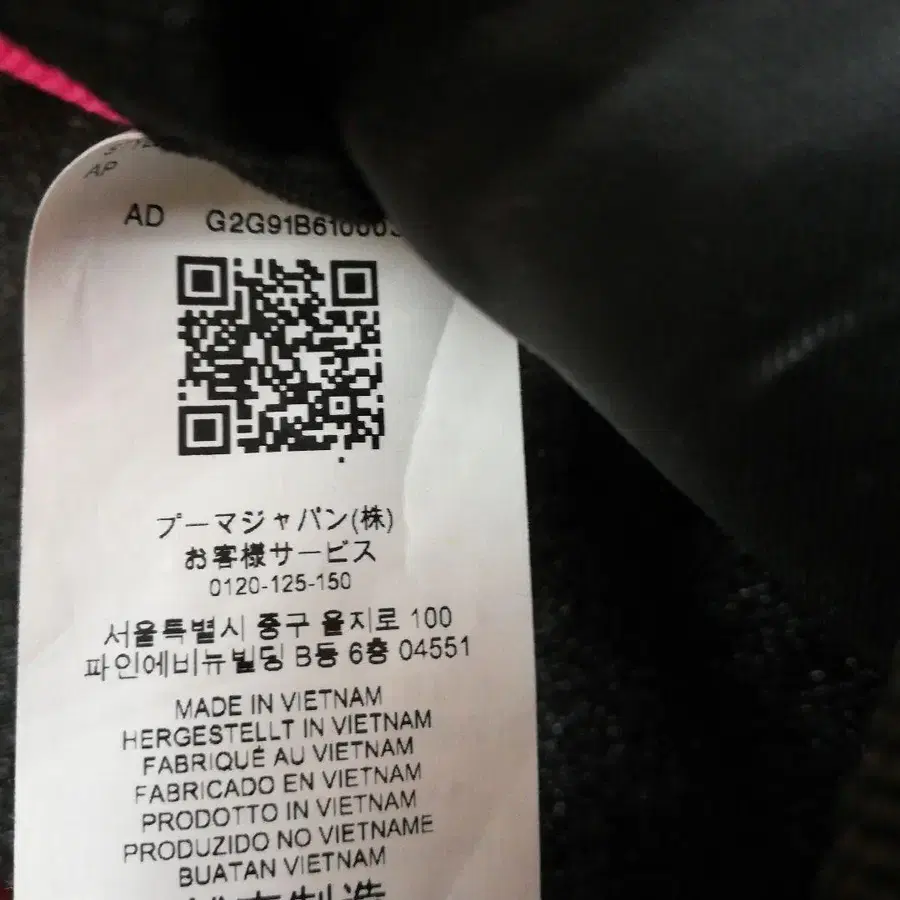 AP
AD G2G91B61000
プーマジャパン(株)
お客様サービス
0120-125-150
서울특별시 중구 을지로 100
파인에비뉴빌딩 B동 6층 04551
MADE IN VIETNAM
HERGESTELLT IN VIETNAM
FABRIQUÉ AU VIETNAM
FABRICADO EN VIETNAM
PRODOTTO IN VIETNAM
PRODUZIDO NO VIETNAME
BUATAN VIETNAM